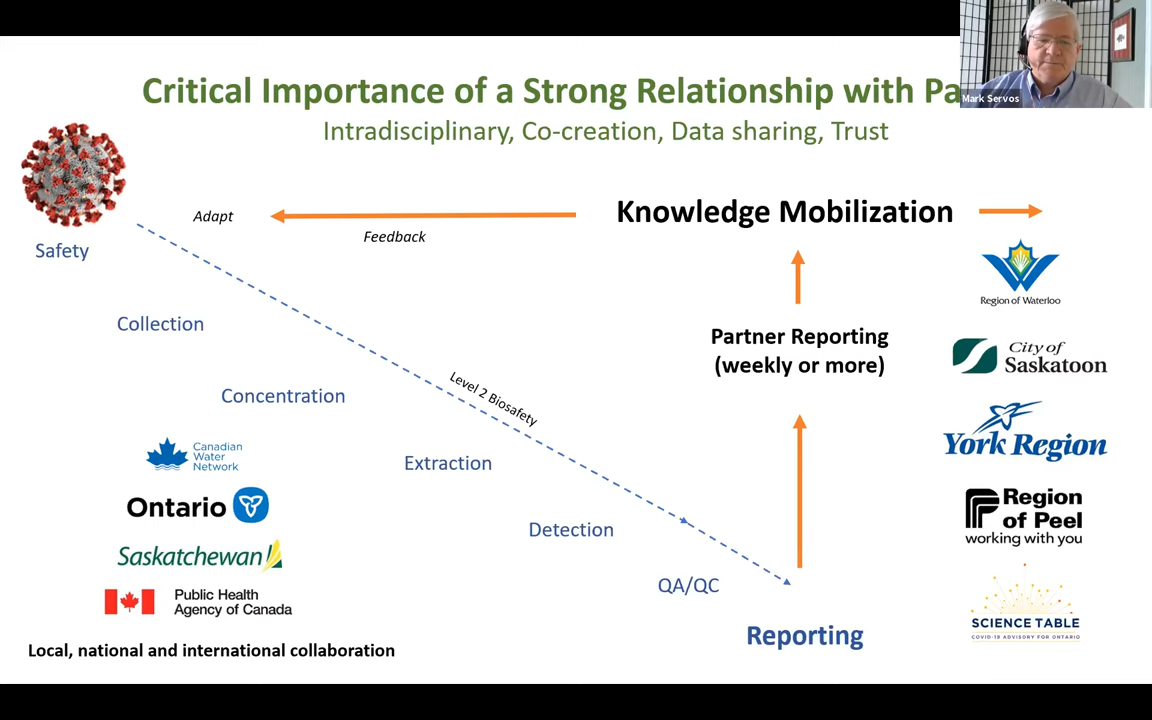 Critical Importance of a Strong Relationship with Pa
Mark Servos
Intradisciplinary, Co-creation, Data sharing, Trust
Adapt
Feedback
Knowledge Mobilization
Safety
Collection
Concentration
Level 2 Biosafety
Extraction
Detection
QA/QC
Reporting
Partner Reporting
(weekly or more)
Region of Waterloo
City of
Saskatoon
York Region
Region
of Peel
working with you
SCIENCE TABLE
COVID-19 ADVISORY FOR ONTARIO
Canadian
Water
Network
Ontario
Saskatchewan
Public Health
Agency of Canada
Local, national and international collaboration